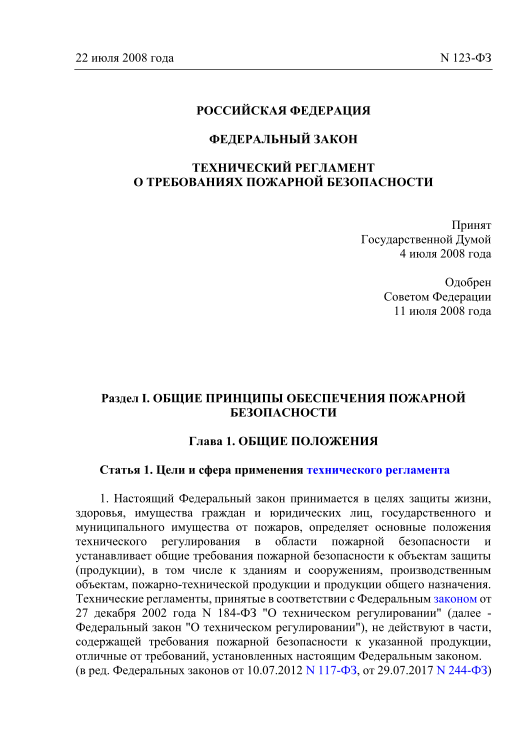 22 июля 2008 года N 123-ФЗ
РОССИЙСКАЯ ФЕДЕРАЦИЯ
ФЕДЕРАЛЬНЫЙ ЗАКОН
ТЕХНИЧЕСКИЙ РЕГЛАМЕНТ
О ТРЕБОВАНИЯХ ПОЖАРНОЙ БЕЗОПАСНОСТИ
Принят
Государственной Думой
4 июля 2008 года
Одобрен
Советом Федерации
11 июля 2008 года
Раздел I. ОБЩИЕ ПРИНЦИПЫ ОБЕСПЕЧЕНИЯ ПОЖАРНОЙ
БЕЗОПАСНОСТИ
Глава 1. ОБЩИЕ ПОЛОЖЕНИЯ
Статья 1. Цели и сфера применения технического регламента
1. Настоящий Федеральный закон принимается в целях защиты жизни,
здоровья, имущества граждан и юридических лиц, государственного и
муниципального имущества от пожаров, определяет основные положения
технического регулирования в области пожарной безопасности и
устанавливает общие требования пожарной безопасности к объектам защиты
(продукции), в том числе к зданиям и сооружениям, производственным
объектам, пожарно-технической продукции и продукции общего назначения.
Технические регламенты, принятые в соответствии с Федеральным законом от
27 декабря 2002 года N 184-ФЗ "О техническом регулировании" (далее -
Федеральный закон "О техническом регулировании"), не действуют в части,
содержащей требования пожарной безопасности к указанной продукции,
отличные от требований, установленных настоящим Федеральным законом.
(в ред. Федеральных законов от 10.07.2012 N 117-ФЗ, от 29.07.2017 N 244-ФЗ)